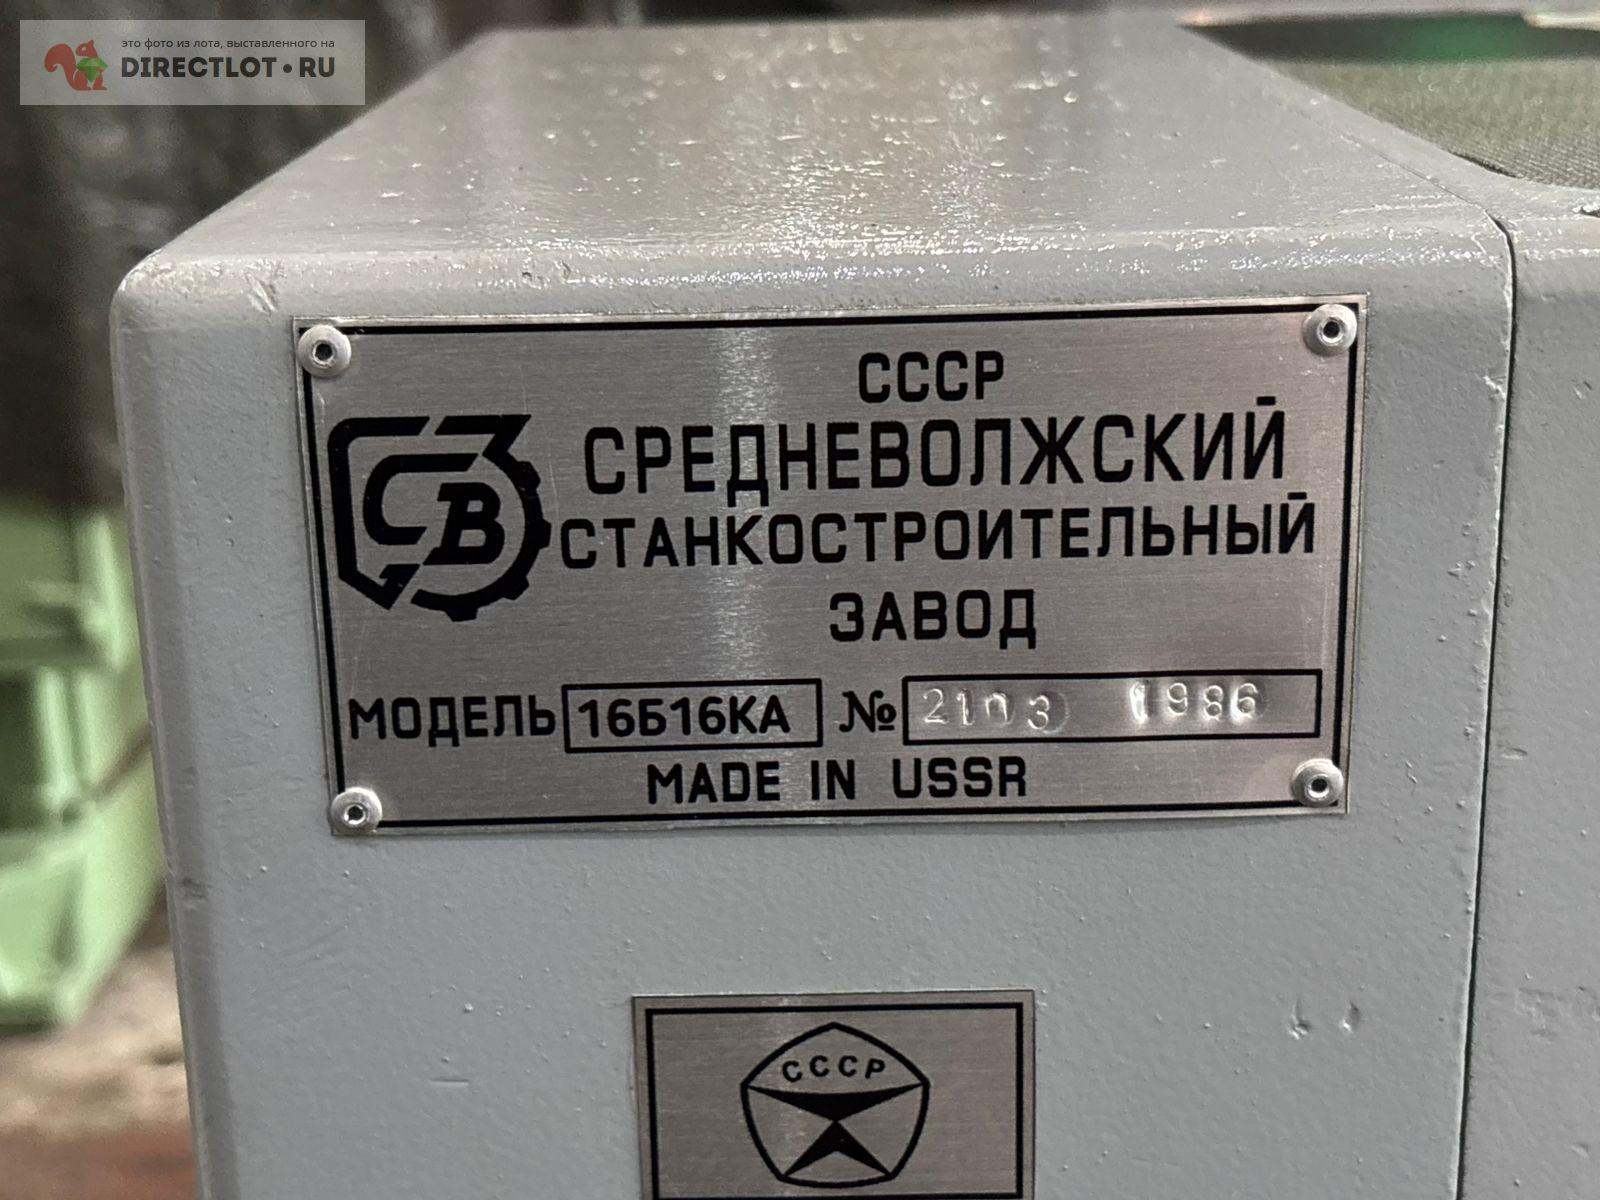 это фото из лота, выставленного на
DIRECTLOT.RU
СССР
СРЕДНЕВОЛЖСКИЙ
СТАНКОСТРОИТЕЛЬНЫЙ
ЗАВОД
СВ
МОДЕЛЬ 16Б16КА № 2103 1986
MADE IN USSR
СССР